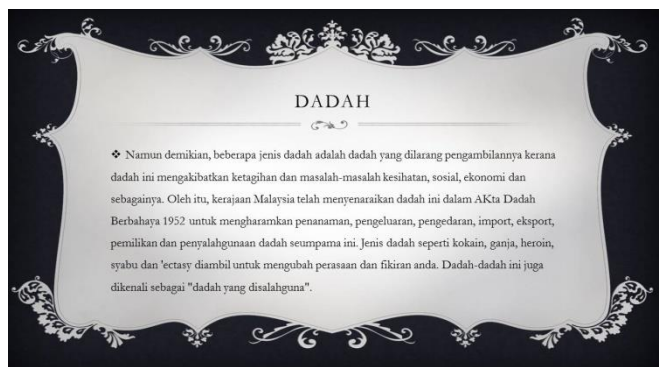 DADAH
❖ Namun demikian, beberapa jenis dadah adalah dadah yang dilarang pengambilannya kerana
dadah ini mengakibatkan ketagihan dan masalah-masalah kesihatan, sosial, ekonomi dan
sebagainya. Oleh itu, kerajaan Malaysia telah menyenaraikan dadah ini dalam AKta Dadah
Berbahaya 1952 untuk mengharamkan penanaman, pengeluaran, pengedaran, import, eksport,
pemilikan dan penyalahgunaan dadah seumpama ini. Jenis dadah seperti kokain, ganja, heroin,
syabu dan 'ectasy diambil untuk mengubah perasaan dan fikiran anda. Dadah-dadah ini juga
dikenali sebagai "dadah yang disalahguna".